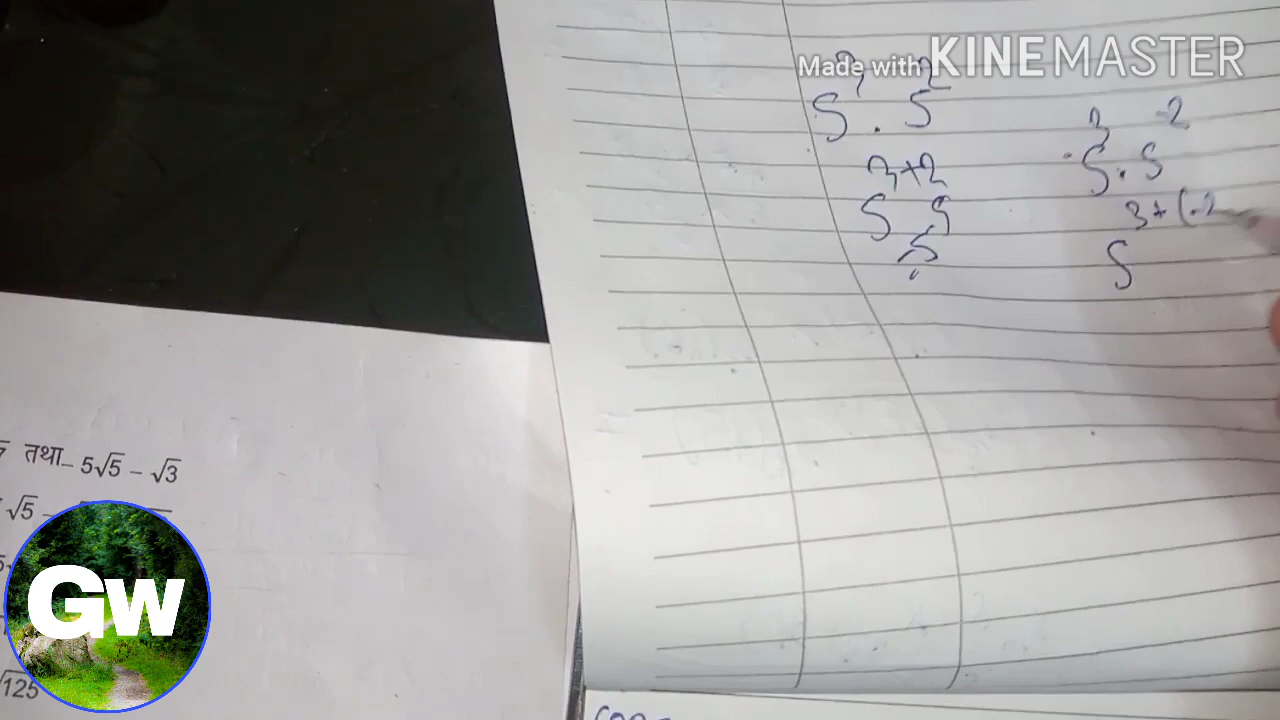 Made with KINEMASTER
5³ . 5²
5³⁺²
5⁵
5³ . 5⁻²
5³⁺⁽⁻²
तथा– 5√5 – √3
√5 –
√125
GW